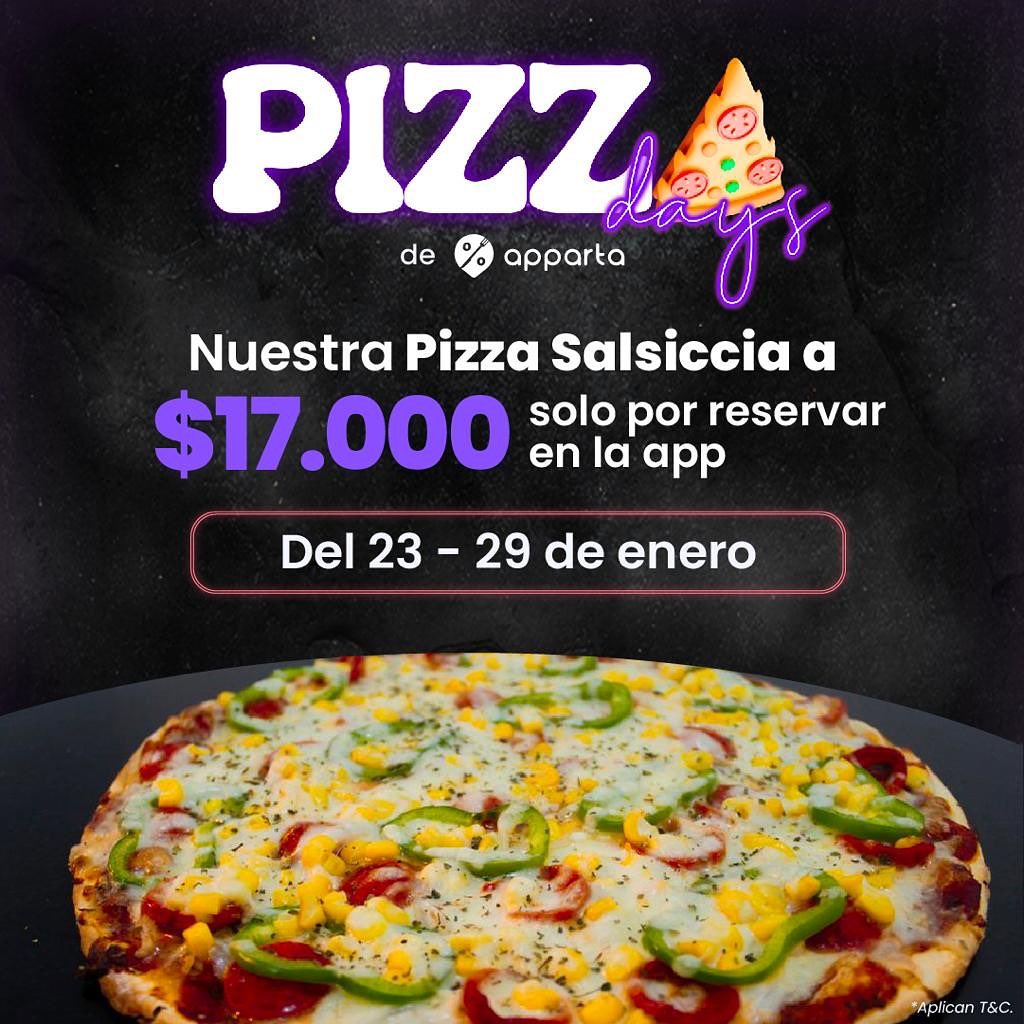 PIZZ
days
de apparta
Nuestra Pizza Salsiccia a
$17.000 solo por reservar
en la app
Del 23 - 29 de enero
*Aplican T&C.